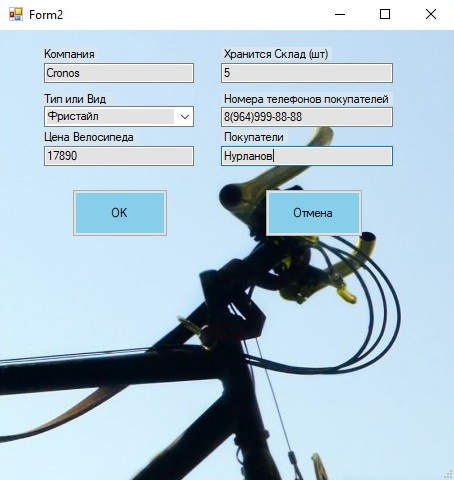 Form2
Компания
Хранится Склад (шт)
Cronos
5
Тип или Вид
Номера телефонов покупателей
Фристайл
8(964)999-88-88
Цена Велосипеда
Покупатели
17890
Нурланов
OK
Отмена